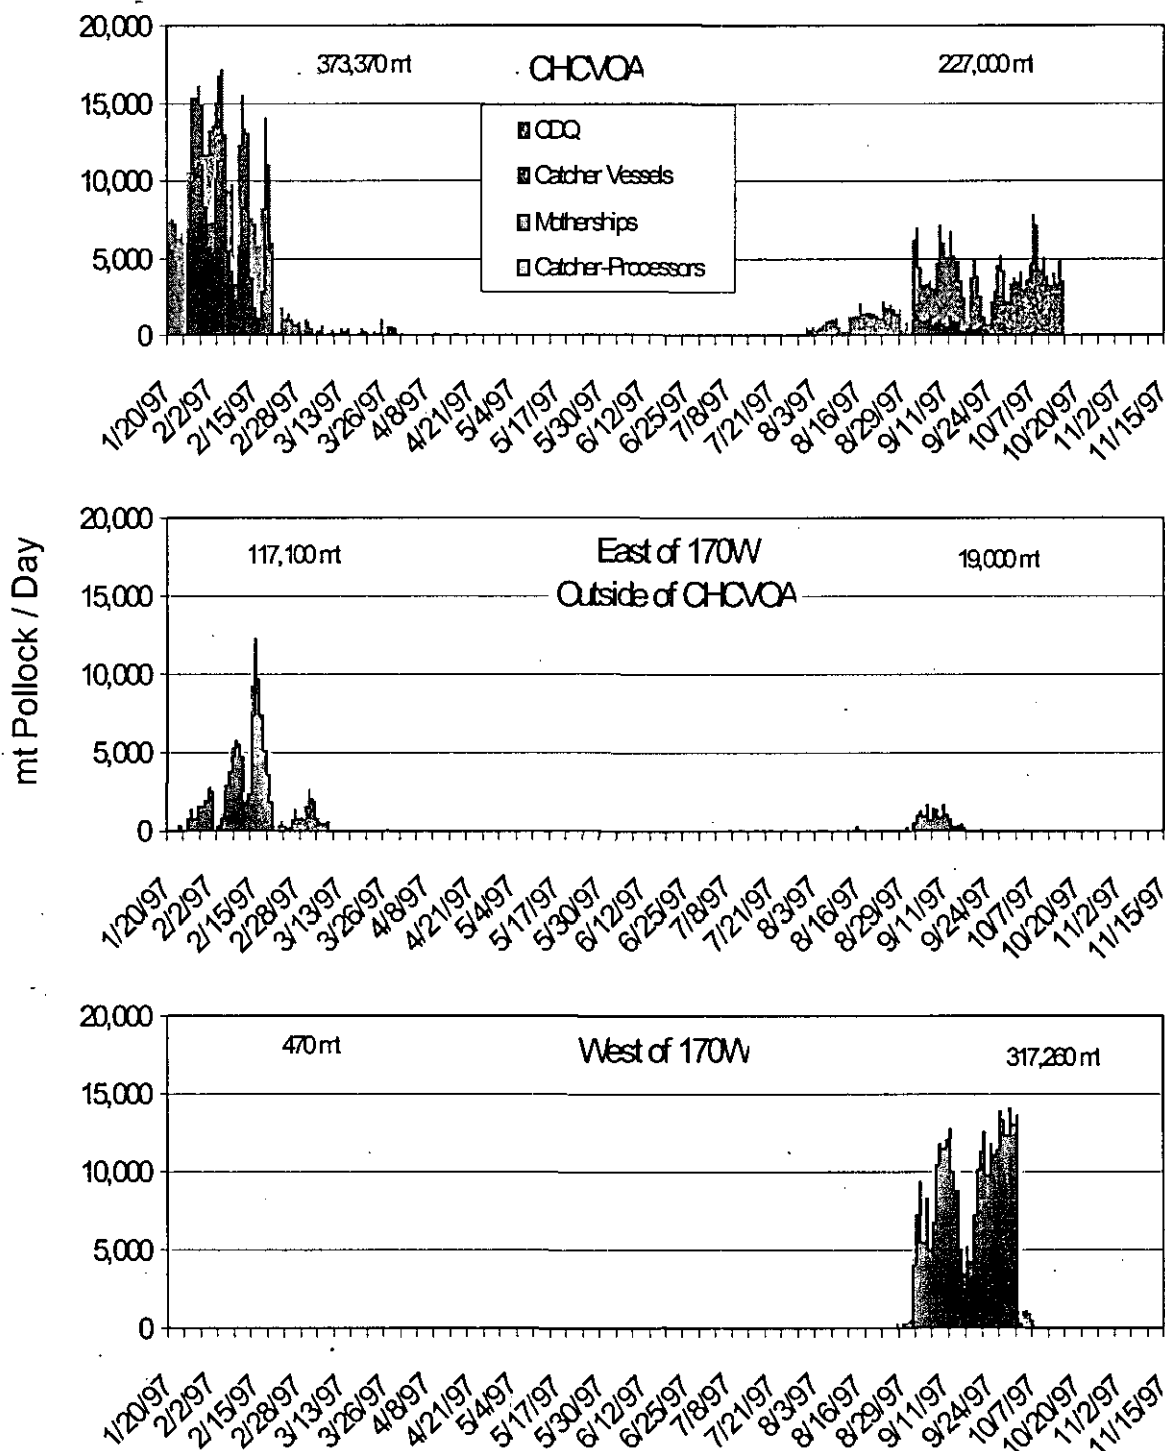 20,000
15,000
10,000
5,000
0
373,370 mt
CHCVOA
227,000 mt
CDQ
Catcher Vessels
Motherships
Catcher-Processors
1/20/97 2/2/97 2/15/97 2/28/97 3/13/97 3/26/97 4/8/97 4/21/97 5/4/97 5/17/97 5/30/97 6/12/97 6/25/97 7/8/97 7/21/97 8/3/97 8/16/97 8/29/97 9/11/97 9/24/97 10/7/97 10/20/97 11/2/97 11/15/97
mt Pollock / Day
20,000
15,000
10,000
5,000
0
117,100 mt
East of 170W
Outside of CHCVOA
19,000 mt
1/20/97 2/2/97 2/15/97 2/28/97 3/13/97 3/26/97 4/8/97 4/21/97 5/4/97 5/17/97 5/30/97 6/12/97 6/25/97 7/8/97 7/21/97 8/3/97 8/16/97 8/29/97 9/11/97 9/24/97 10/7/97 10/20/97 11/2/97 11/15/97
20,000
15,000
10,000
5,000
0
470 mt
West of 170W
317,260 mt
1/20/97 2/2/97 2/15/97 2/28/97 3/13/97 3/26/97 4/8/97 4/21/97 5/4/97 5/17/97 5/30/97 6/12/97 6/25/97 7/8/97 7/21/97 8/3/97 8/16/97 8/29/97 9/11/97 9/24/97 10/7/97 10/20/97 11/2/97 11/15/97